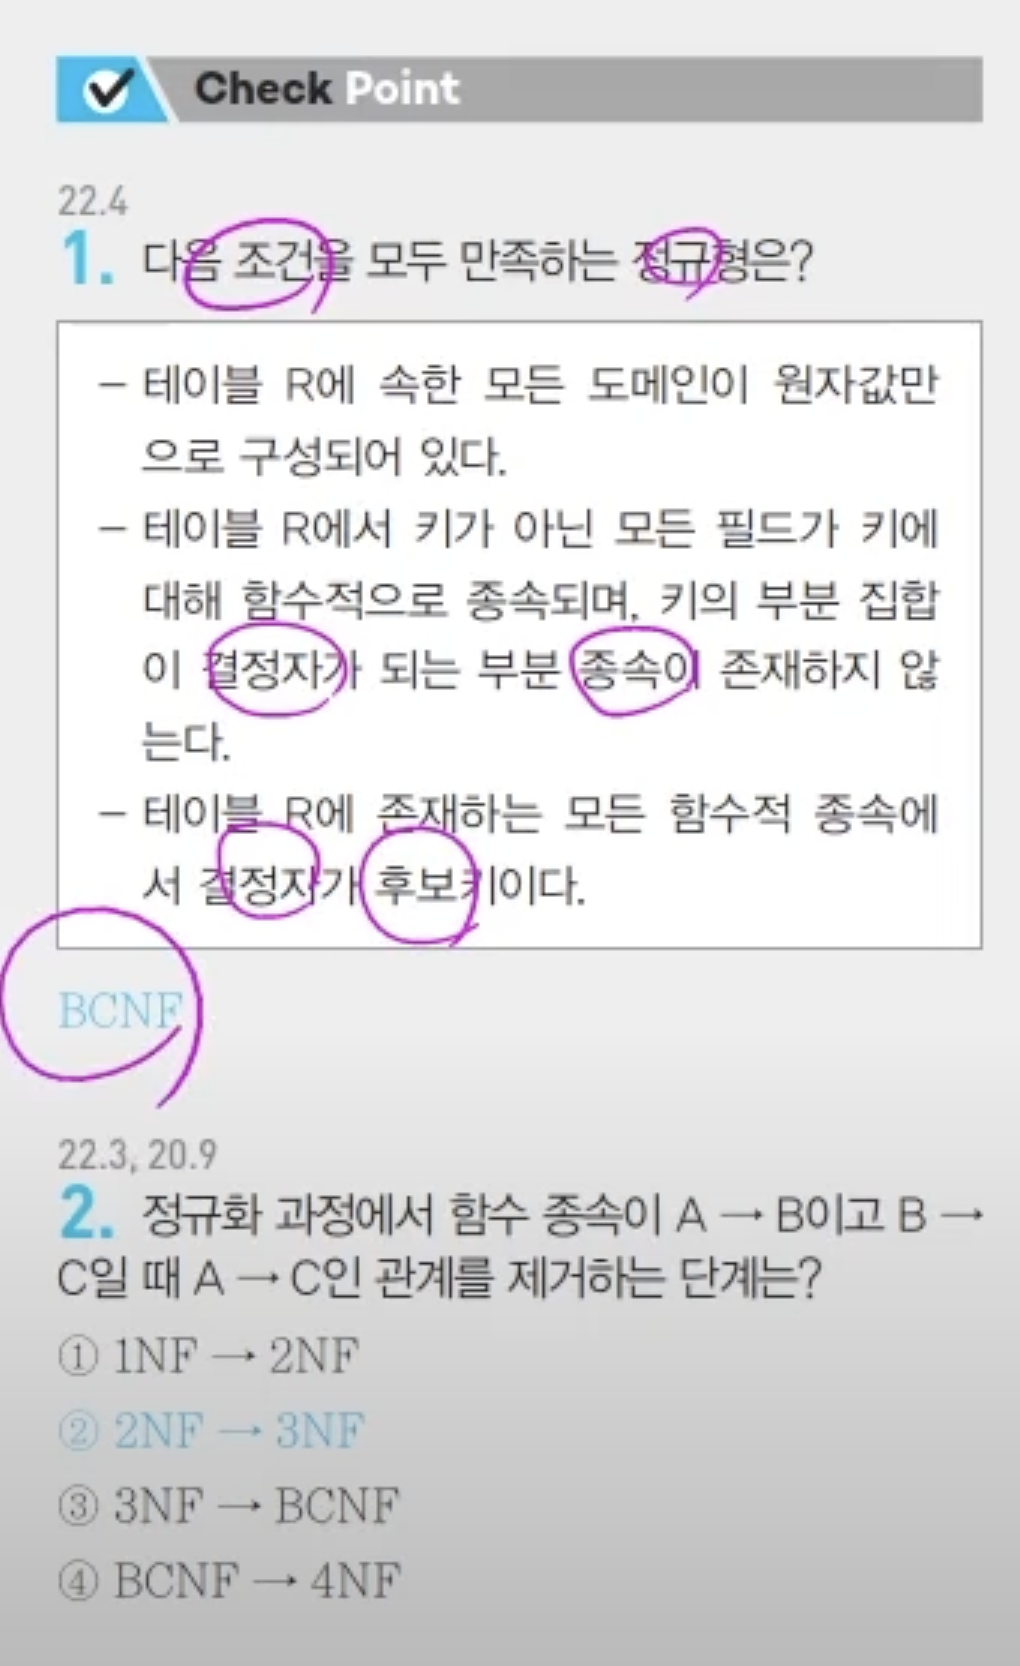 Check Point
22.4
1. 다음 조건을 모두 만족하는 정규형은?
– 테이블 R에 속한 모든 도메인이 원자값만
으로 구성되어 있다.
– 테이블 R에서 키가 아닌 모든 필드가 키에
대해 함수적으로 종속되며, 키의 부분 집합
이 결정자가 되는 부분 종속이 존재하지 않
는다.
– 테이블 R에 존재하는 모든 함수적 종속에
서 결정자가 후보키이다.
BCNF
22.3, 20.9
2. 정규화 과정에서 함수 종속이 A → B이고 B →
C일 때 A → C인 관계를 제거하는 단계는?
① 1NF → 2NF
② 2NF → 3NF
③ 3NF → BCNF
④ BCNF → 4NF